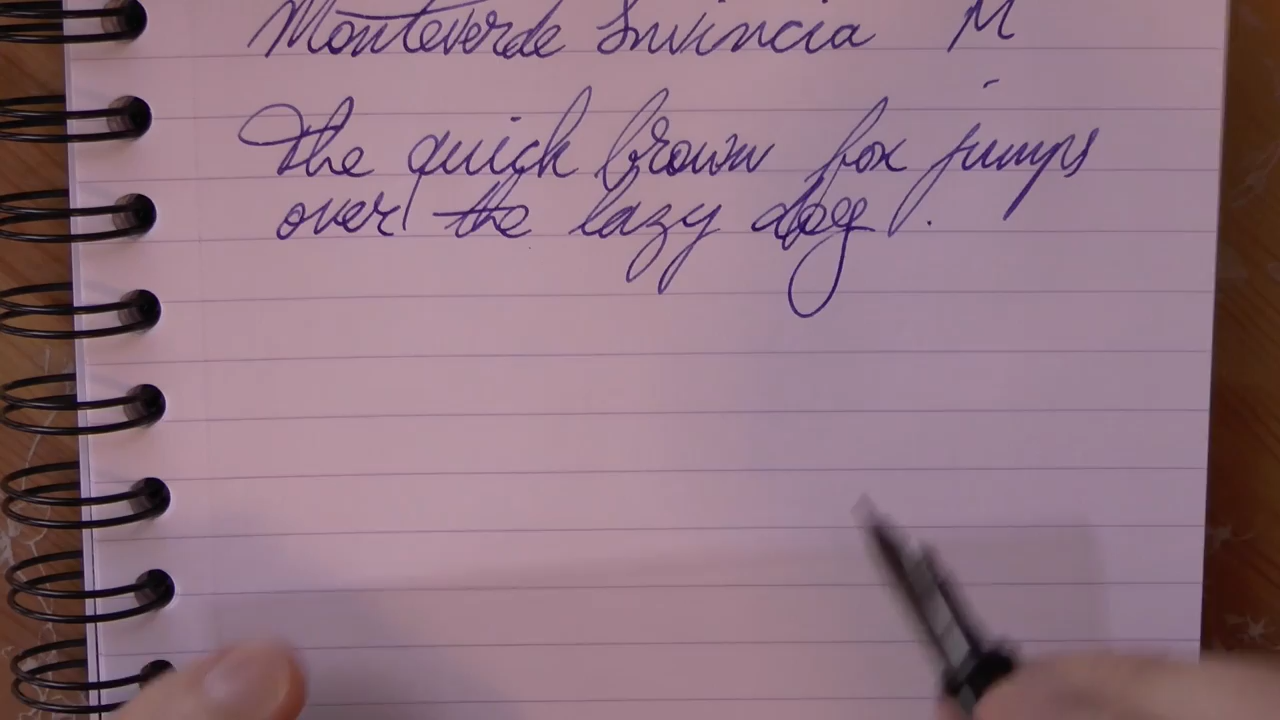 Monteverde Invincia M
The quick brown fox jumps
over the lazy dog.